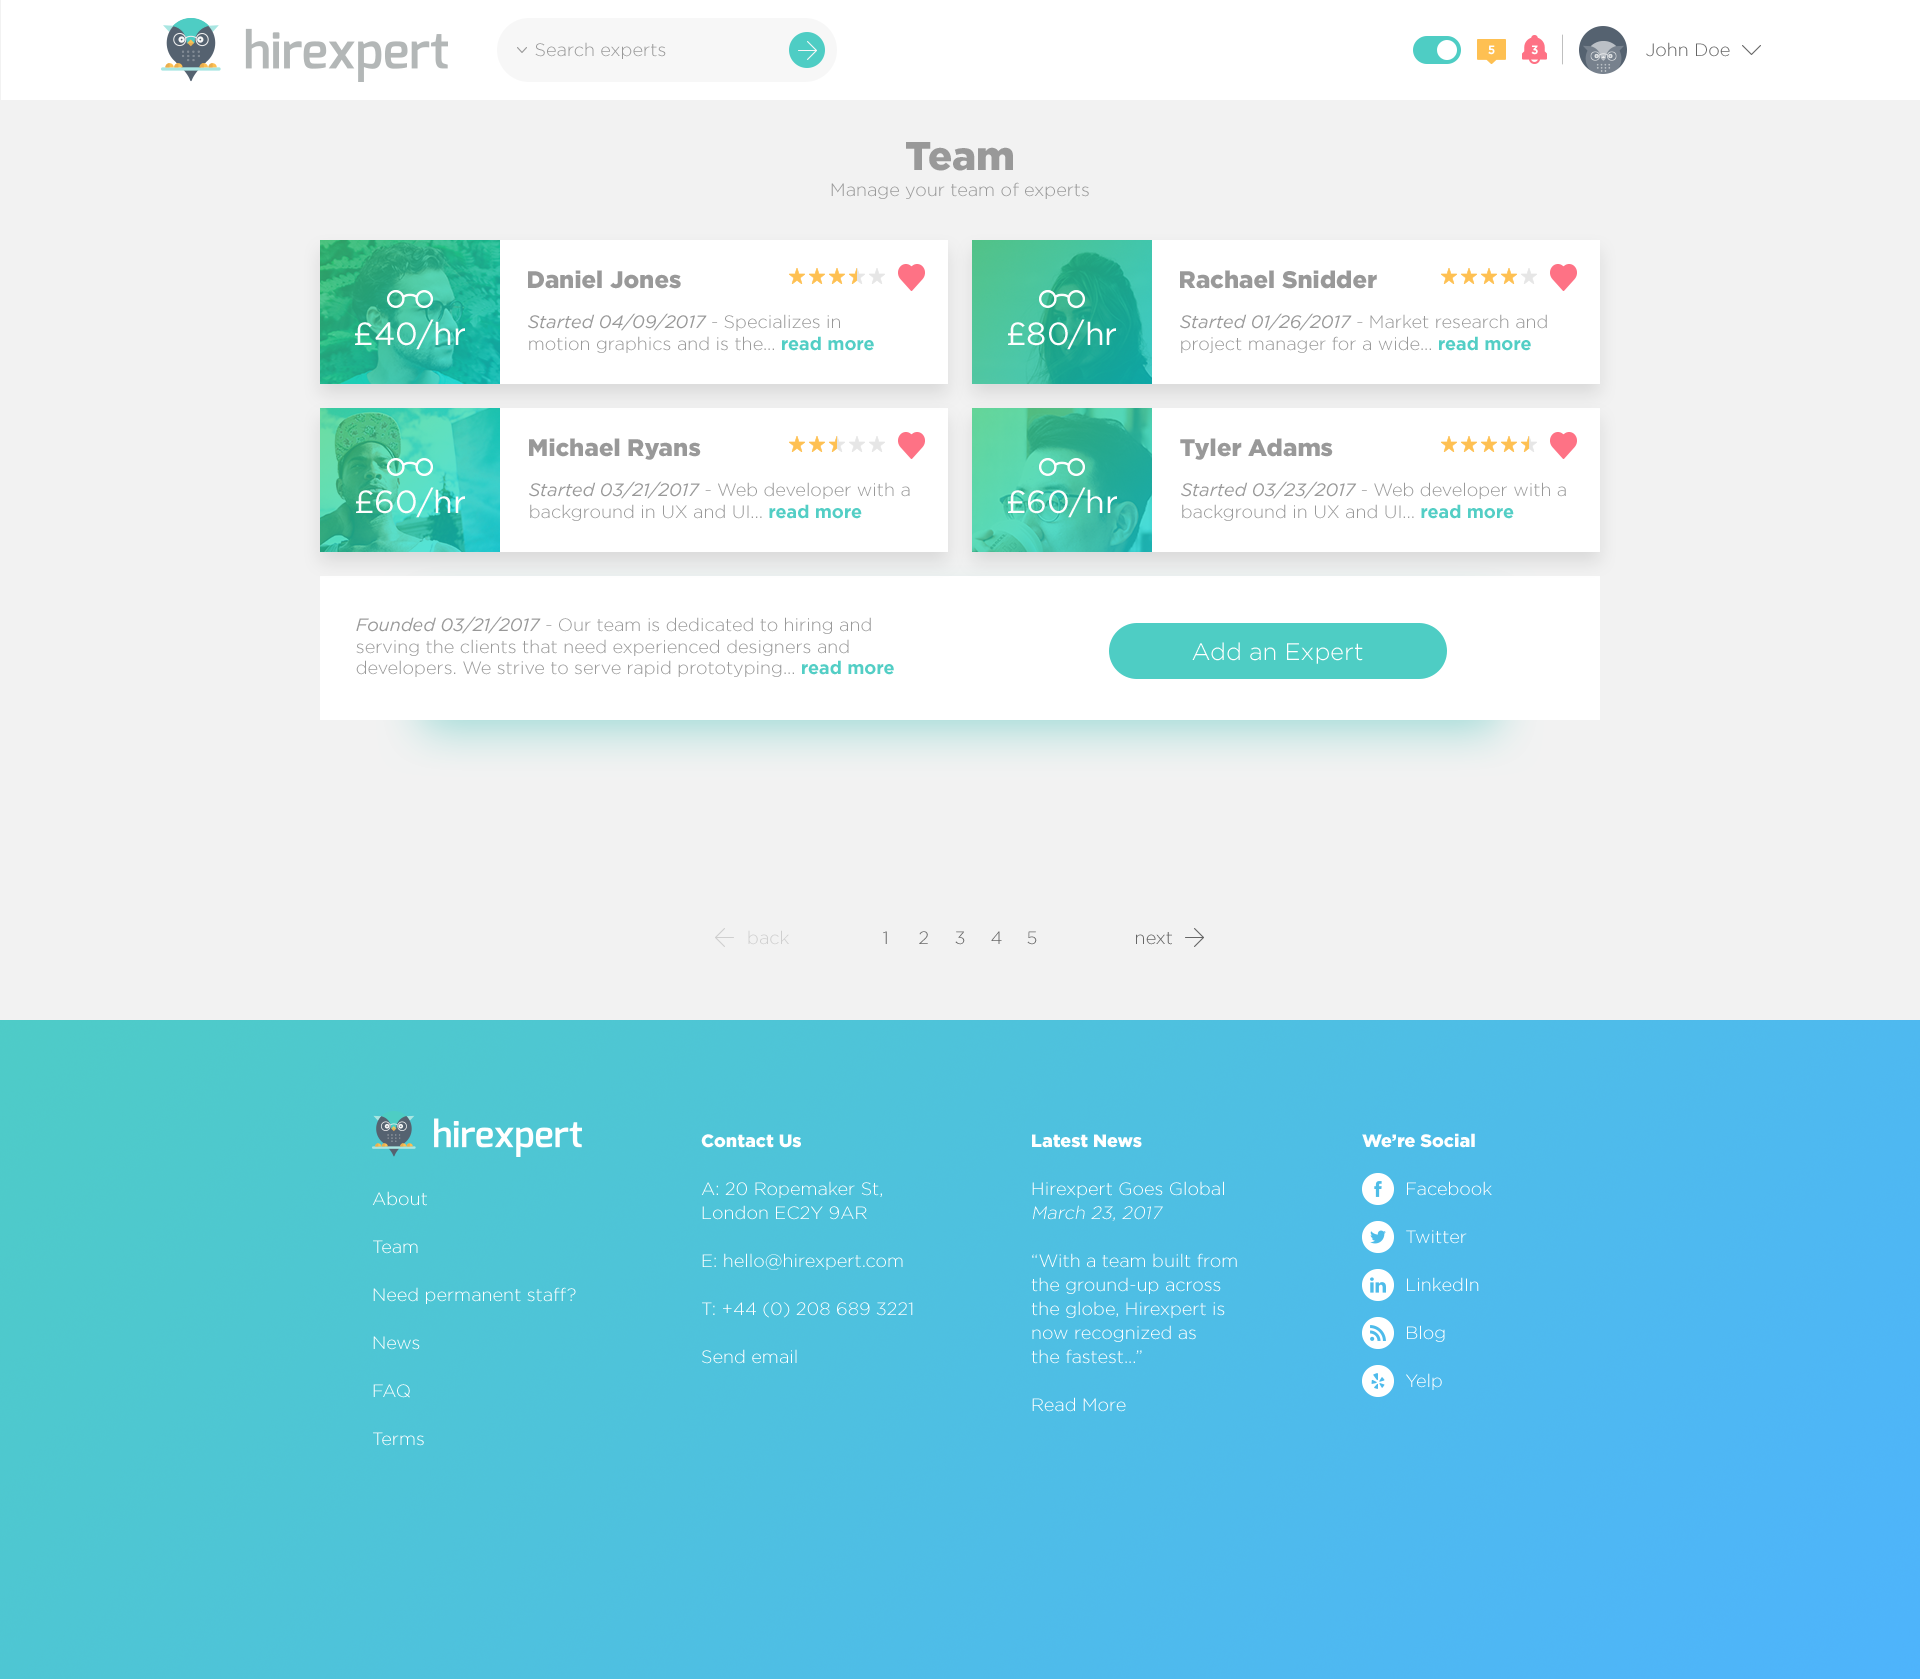 hirexpert
Search experts
5
3
John Doe
Team
Manage your team of experts
£40/hr
Daniel Jones
Started 04/09/2017 - Specializes in
motion graphics and is the... read more
£80/hr
Rachael Snidder
Started 01/26/2017 - Market research and
project manager for a wide... read more
£60/hr
Michael Ryans
Started 03/21/2017 - Web developer with a
background in UX and UI... read more
£60/hr
Tyler Adams
Started 03/23/2017 - Web developer with a
background in UX and UI... read more
Founded 03/21/2017 - Our team is dedicated to hiring and
serving the clients that need experienced designers and
developers. We strive to serve rapid prototyping... read more
Add an Expert
back 1 2 3 4 5 next
hirexpert
About
Team
Need permanent staff?
News
FAQ
Terms
Contact Us
A: 20 Ropemaker St,
London EC2Y 9AR
E: hello@hirexpert.com
T: +44 (0) 208 689 3221
Send email
Latest News
Hirexpert Goes Global
March 23, 2017
“With a team built from
the ground-up across
the globe, Hirexpert is
now recognized as
the fastest...”
Read More
We’re Social
Facebook
Twitter
LinkedIn
Blog
Yelp